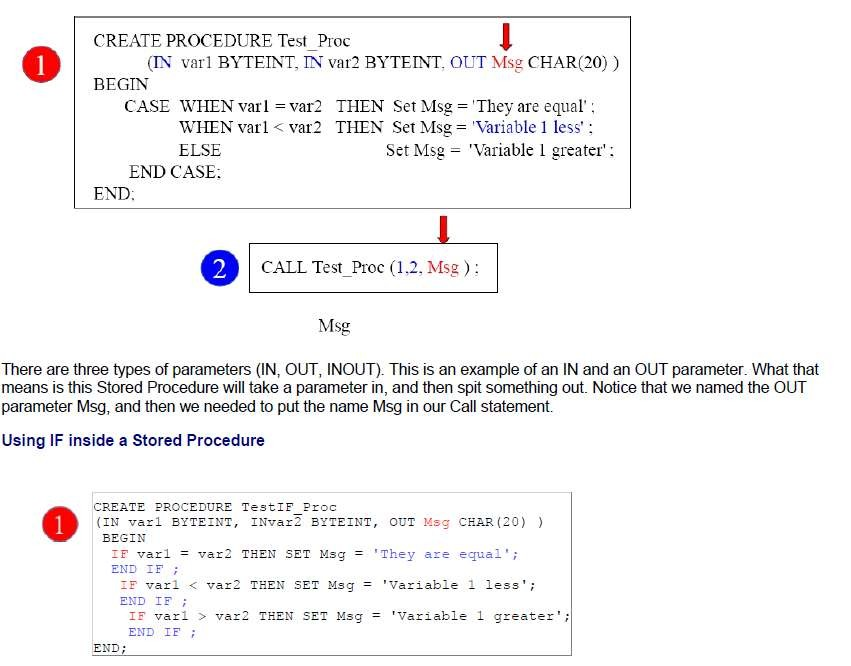 1
CREATE PROCEDURE Test_Proc
(IN var1 BYTEINT, IN var2 BYTEINT, OUT Msg CHAR(20) )
BEGIN
CASE WHEN var1 = var2 THEN Set Msg = 'They are equal' ;
WHEN var1 < var2 THEN Set Msg = 'Variable 1 less' ;
ELSE Set Msg = 'Variable 1 greater' ;
END CASE;
END;
2
CALL Test_Proc (1,2, Msg ) ;
Msg
There are three types of parameters (IN, OUT, INOUT). This is an example of an IN and an OUT parameter. What that
means is this Stored Procedure will take a parameter in, and then spit something out. Notice that we named the OUT
parameter Msg, and then we needed to put the name Msg in our Call statement.
Using IF inside a Stored Procedure
1
CREATE PROCEDURE TestIF_Proc
(IN var1 BYTEINT, INvar2 BYTEINT, OUT Msg CHAR(20) )
BEGIN
IF var1 = var2 THEN SET Msg = 'They are equal';
END IF ;
IF var1 < var2 THEN SET Msg = 'Variable 1 less';
END IF ;
IF var1 > var2 THEN SET Msg = 'Variable 1 greater';
END IF ;
END;